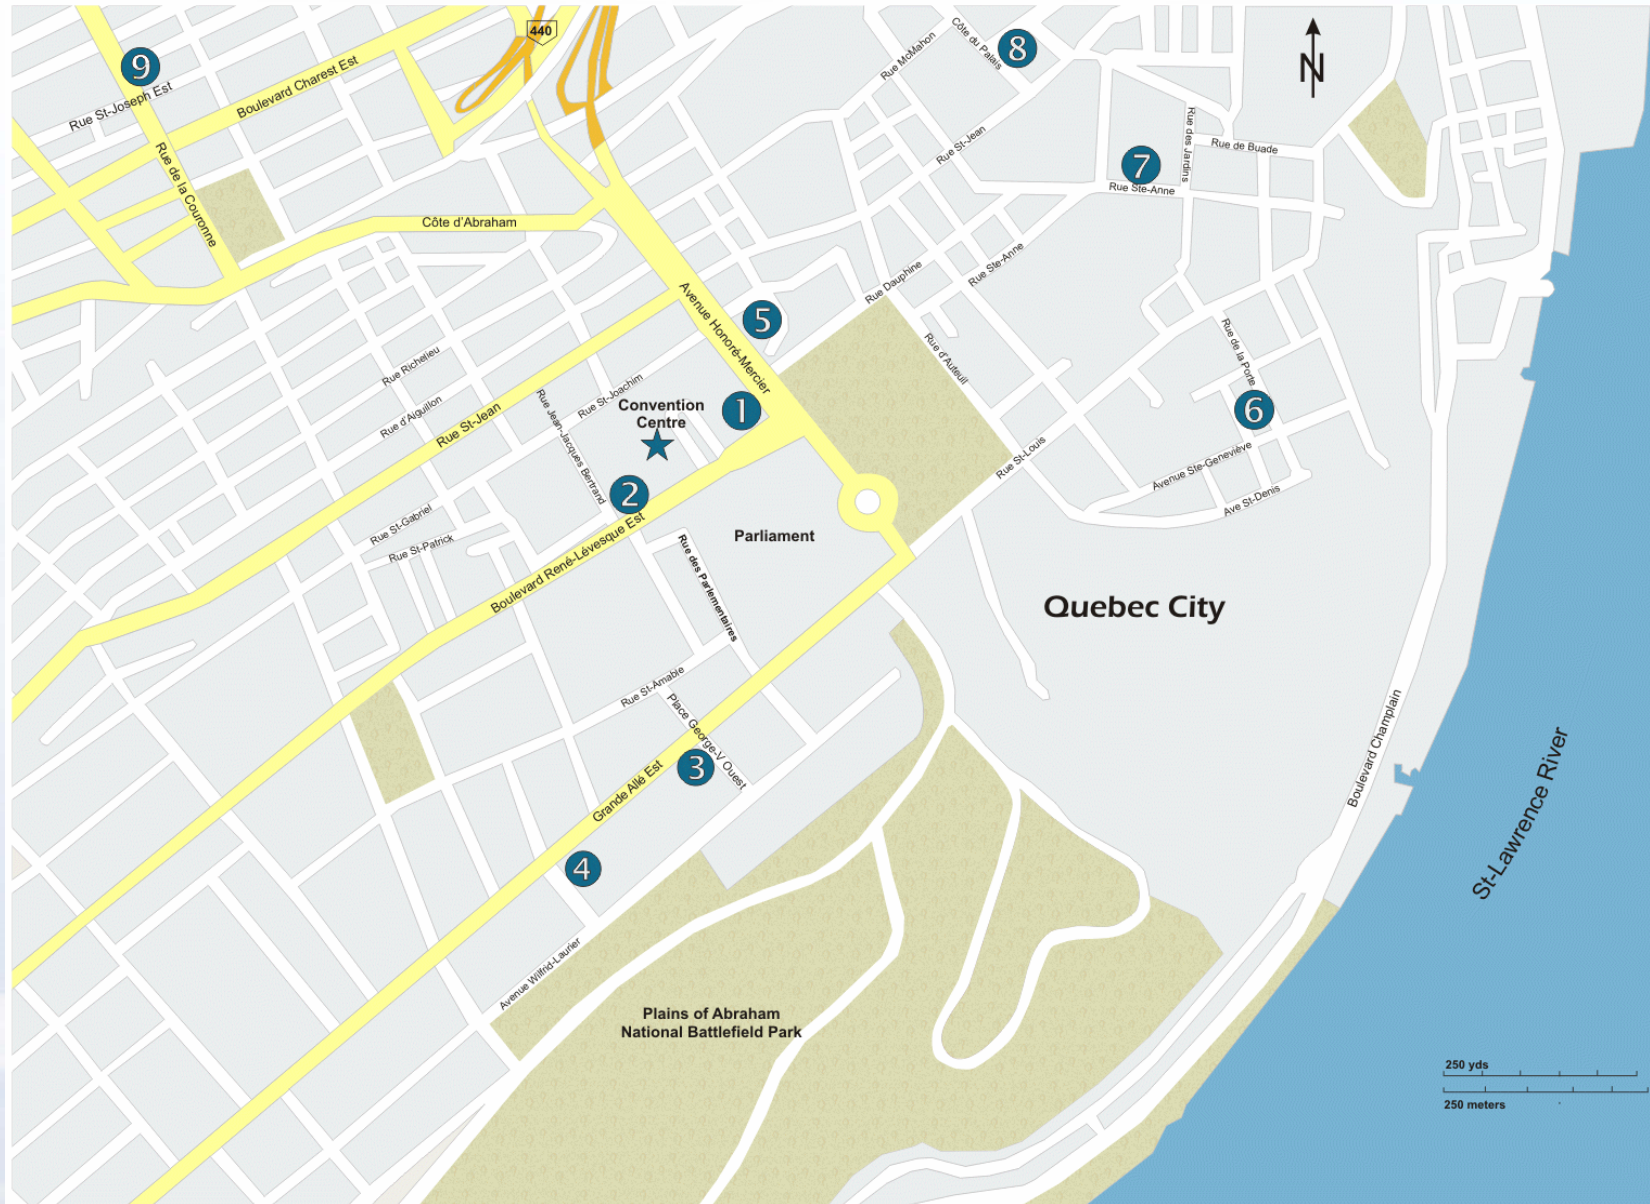 440
Côte du Palais
8
N
Rue McMahon
9
Boulevard Charest Est
Rue St-Joseph Est
Rue des Jardins
Rue de Buade
Rue St-Jean
7
Rue Ste-Anne
Rue de la Couronne
Côte d'Abraham
Rue Ste-Anne
Rue Dauphine
Avenue Honoré-Mercier
5
Rue de la Porte
Rue d'Auteuil
Rue Richelieu
Rue St-Joachim
Convention
Centre
1
6
Rue d'Aiguillon
Rue St-Jean
Rue Jean-Jacques Bertrand
Rue St-Louis
Avenue Ste-Geneviève
Ave St-Denis
2
Rue St-Gabriel
Rue St-Patrick
Boulevard René-Lévesque Est
Parliament
Rue des Parlementaires
Quebec City
Rue St-Amable
Place George-V Ouest
Boulevard Champlain
3
Grande Allé Est
St-Lawrence River
4
Avenue Wilfrid-Laurier
Plains of Abraham
National Battlefield Park
250 yds
250 meters